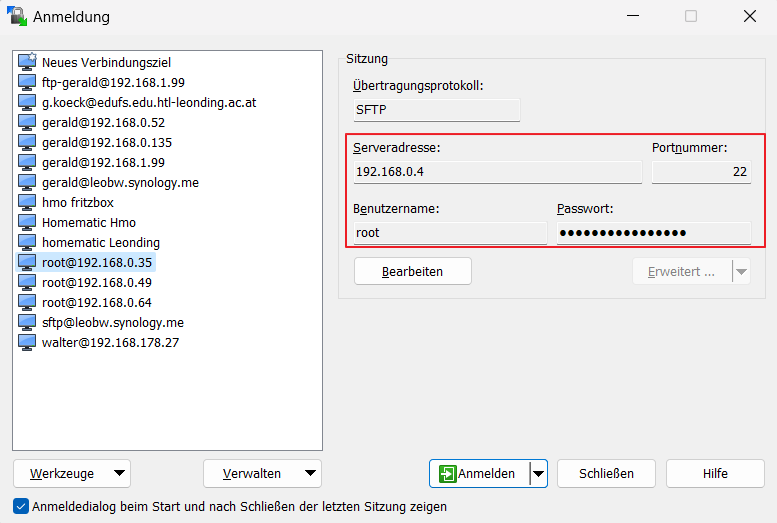 Anmeldung
Neues Verbindungsziel
ftp-gerald@192.168.1.99
g.koeck@edufs.edu.htl-leonding.ac.at
gerald@192.168.0.52
gerald@192.168.0.135
gerald@192.168.1.99
gerald@leobw.synology.me
hmo fritzbox
Homematic Hmo
homematic Leonding
root@192.168.0.35
root@192.168.0.49
root@192.168.0.64
sftp@leobw.synology.me
walter@192.168.178.27
Sitzung
Übertragungsprotokoll:
SFTP
Serveradresse: Portnummer:
192.168.0.4 22
Benutzername: Passwort:
root ●●●●●●●●●●●●●●●●
Bearbeiten Erweitert ...
Werkzeuge Verwalten Anmelden Schließen Hilfe
Anmeldedialog beim Start und nach Schließen der letzten Sitzung zeigen